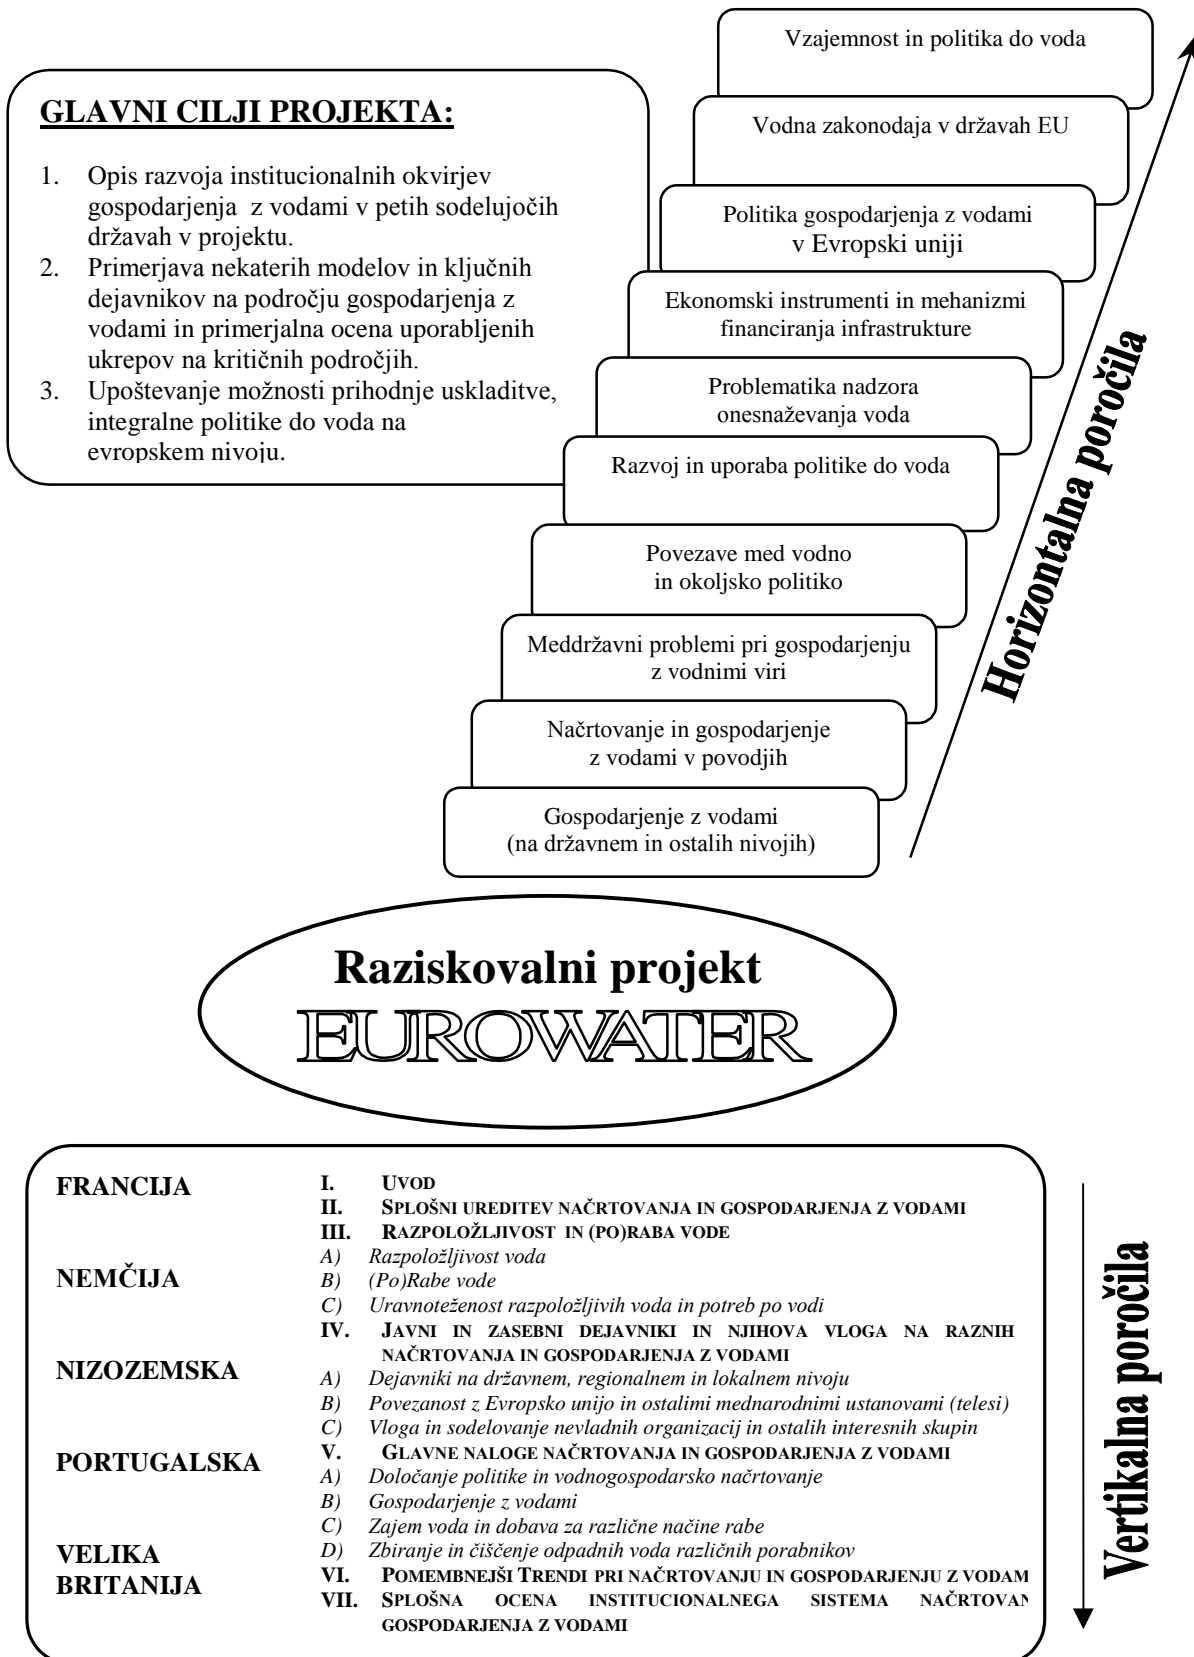 Vzajemnost in politika do voda
Vodna zakonodaja v državah EU
Politika gospodarjenja z vodami
v Evropski uniji
Ekonomski instrumenti in mehanizmi
financiranja infrastrukture
Problematika nadzora
onesnaževanja voda
Razvoj in uporaba politike do voda
Povezave med vodno
in okoljsko politiko
Meddržavni problemi pri gospodarjenju
z vodnimi viri
Načrtovanje in gospodarjenje
z vodami v povodjih
Gospodarjenje z vodami
(na državnem in ostalih nivojih)
Horizontalna poročila
GLAVNI CILJI PROJEKTA:
1. Opis razvoja institucionalnih okvirjev
gospodarjenja z vodami v petih sodelujočih
državah v projektu.
2. Primerjava nekaterih modelov in ključnih
dejavnikov na področju gospodarjenja z
vodami in primerjalna ocena uporabljenih
ukrepov na kritičnih področjih.
3. Upoštevanje možnosti prihodnje uskladitve,
integralne politike do voda na
evropskem nivoju.
Raziskovalni projekt
EUROWATER
FRANCIJA
NEMČIJA
NIZOZEMSKA
PORTUGALSKA
VELIKA
BRITANIJA
I. UVOD
II. SPLOŠNI UREDITEV NAČRTOVANJA IN GOSPODARJENJA Z VODAMI
III. RAZPOLOŽLJIVOST IN (PO)RABA VODE
A) Razpoložljivost voda
B) (Po)Rabe vode
C) Uravnoteženost razpoložljivih voda in potreb po vodi
IV. JAVNI IN ZASEBNI DEJAVNIKI IN NJIHOVA VLOGA NA RAZNIH
NAČRTOVANJA IN GOSPODARJENJA Z VODAMI
A) Dejavniki na državnem, regionalnem in lokalnem nivoju
B) Povezanost z Evropsko unijo in ostalimi mednarodnimi ustanovami (telesi)
C) Vloga in sodelovanje nevladnih organizacij in ostalih interesnih skupin
V. GLAVNE NALOGE NAČRTOVANJA IN GOSPODARJENJA Z VODAMI
A) Določanje politike in vodnogospodarsko načrtovanje
B) Gospodarjenje z vodami
C) Zajem voda in dobava za različne načine rabe
D) Zbiranje in čiščenje odpadnih voda različnih porabnikov
VI. POMEMBNEJŠI TRENDI PRI NAČRTOVANJU IN GOSPODARJENJU Z VODAM
VII. SPLOŠNA OCENA INSTITUCIONALNEGA SISTEMA NAČRTOVAN
GOSPODARJENJA Z VODAMI
Vertikalna poročila